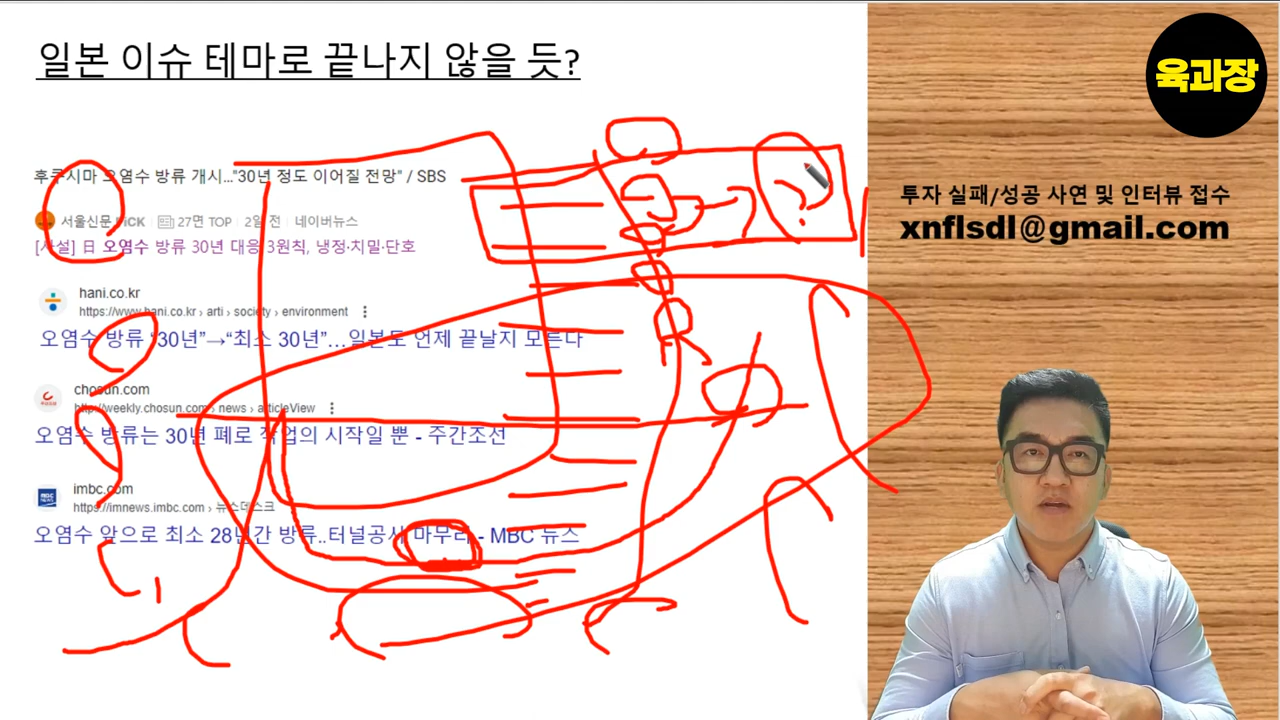 일본 이슈 테마로 끝나지 않을 듯?
육과장
후쿠시마 오염수 방류 개시..."30년 정도 이어질 전망" / SBS
서울신문 PiCK 27면 TOP 2일 전 네이버뉴스
[사설] 日 오염수 방류 30년 대응 3원칙, 냉정·치밀·단호
투자 실패/성공 사연 및 인터뷰 접수
xnflsdl@gmail.com
hani.co.kr
https://www.hani.co.kr › arti › society › environment
오염수 방류 “30년”→“최소 30년”…일본도 언제 끝날지 모른다
chosun.com
http://weekly.chosun.com › news › articleView
오염수 방류는 30년 폐로 작업의 시작일 뿐 - 주간조선
MBC NEWS
imbc.com
https://imnews.imbc.com › 뉴스데스크
오염수 앞으로 최소 28년간 방류..터널공사 마무리 - MBC 뉴스
?